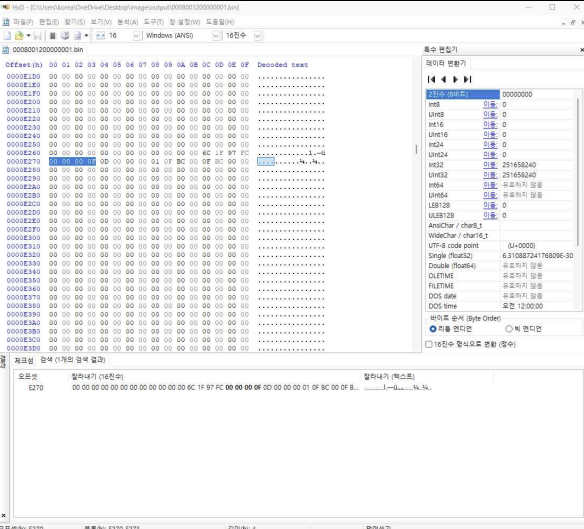 HxD - [C:\Users\korea\OneDrive\Desktop\image\output\0008001200000001.bin]
파일(F) 편집(E) 찾기(S) 보기(V) 분석(A) 도구(T) 창 설정(W) 도움말(H)
16 Windows (ANSI) 16진수
0008001200000001.bin
Offset(h) 00 01 02 03 04 05 06 07 08 09 0A 0B 0C 0D 0E 0F Decoded text
0000E1D0 00 00 00 00 00 00 00 00 00 00 00 00 00 00 00 00 ................
0000E1E0 00 00 00 00 00 00 00 00 00 00 00 00 00 00 00 00 ................
0000E1F0 00 00 00 00 00 00 00 00 00 00 00 00 00 00 00 00 ................
0000E200 00 00 00 00 00 00 00 00 00 00 00 00 00 00 00 00 ................
0000E210 00 00 00 00 00 00 00 00 00 00 00 00 00 00 00 00 ................
0000E220 00 00 00 00 00 00 00 00 00 00 00 00 00 00 00 00 ................
0000E230 00 00 00 00 00 00 00 00 00 00 00 00 00 00 00 00 ................
0000E240 00 00 00 00 00 00 00 00 00 00 00 00 00 00 00 00 ................
0000E250 00 00 00 00 00 00 00 00 00 00 00 00 00 00 00 00 ................
0000E260 00 00 00 00 00 00 00 00 00 00 00 00 6C 1F 97 FC ............l.—ü
0000E270 00 00 00 0F 0D 00 00 00 01 0F BC 00 0F BC 00 00 ..........¼..¼..
0000E280 00 00 00 00 00 00 00 00 00 00 00 00 00 00 00 00 ................
0000E290 00 00 00 00 00 00 00 00 00 00 00 00 00 00 00 00 ................
0000E2A0 00 00 00 00 00 00 00 00 00 00 00 00 00 00 00 00 ................
0000E2B0 00 00 00 00 00 00 00 00 00 00 00 00 00 00 00 00 ................
0000E2C0 00 00 00 00 00 00 00 00 00 00 00 00 00 00 00 00 ................
0000E2D0 00 00 00 00 00 00 00 00 00 00 00 00 00 00 00 00 ................
0000E2E0 00 00 00 00 00 00 00 00 00 00 00 00 00 00 00 00 ................
0000E2F0 00 00 00 00 00 00 00 00 00 00 00 00 00 00 00 00 ................
0000E300 00 00 00 00 00 00 00 00 00 00 00 00 00 00 00 00 ................
0000E310 00 00 00 00 00 00 00 00 00 00 00 00 00 00 00 00 ................
0000E320 00 00 00 00 00 00 00 00 00 00 00 00 00 00 00 00 ................
0000E330 00 00 00 00 00 00 00 00 00 00 00 00 00 00 00 00 ................
0000E340 00 00 00 00 00 00 00 00 00 00 00 00 00 00 00 00 ................
0000E350 00 00 00 00 00 00 00 00 00 00 00 00 00 00 00 00 ................
0000E360 00 00 00 00 00 00 00 00 00 00 00 00 00 00 00 00 ................
0000E370 00 00 00 00 00 00 00 00 00 00 00 00 00 00 00 00 ................
0000E380 00 00 00 00 00 00 00 00 00 00 00 00 00 00 00 00 ................
0000E390 00 00 00 00 00 00 00 00 00 00 00 00 00 00 00 00 ................
0000E3A0 00 00 00 00 00 00 00 00 00 00 00 00 00 00 00 00 ................
0000E3B0 00 00 00 00 00 00 00 00 00 00 00 00 00 00 00 00 ................
0000E3C0 00 00 00 00 00 00 00 00 00 00 00 00 00 00 00 00 ................
0000E3D0 00 00 00 00 00 00 00 00 00 00 00 00 00 00 00 00 ................
특수 편집기
데이터 변환기
2진수 (8비트) 00000000
Int8 이동: 0
UInt8 이동: 0
Int16 이동: 0
UInt16 이동: 0
Int24 이동: 0
UInt24 이동: 0
Int32 이동: 251658240
UInt32 이동: 251658240
Int64 이동: 유효하지 않음
UInt64 이동: 유효하지 않음
LEB128 이동: 0
ULEB128 이동: 0
AnsiChar / char8_t
WideChar / char16_t
UTF-8 code point (U+0000)
Single (float32) 6.31088724176809E-30
Double (float64) 유효하지 않음
OLETIME 유효하지 않음
FILETIME 유효하지 않음
DOS date 유효하지 않음
DOS time 오전 12:00:00
바이트 순서 (Byte Order)
리틀 엔디언 빅 엔디언
16진수 형식으로 변환 (정수)
결과
체크섬 검색 (1개의 검색 결과)
오프셋 잘라내기 (16진수) 잘라내기 (텍스트)
E270 00 00 00 00 00 00 00 00 00 00 00 00 6C 1F 97 FC 00 00 00 0F 0D 00 00 00 01 0F BC 00 0F B... ............l.—ü..........¼..¼..
오프셋(h): E270 블록(h): E270-E273 길이(h): 4 덮어쓰기